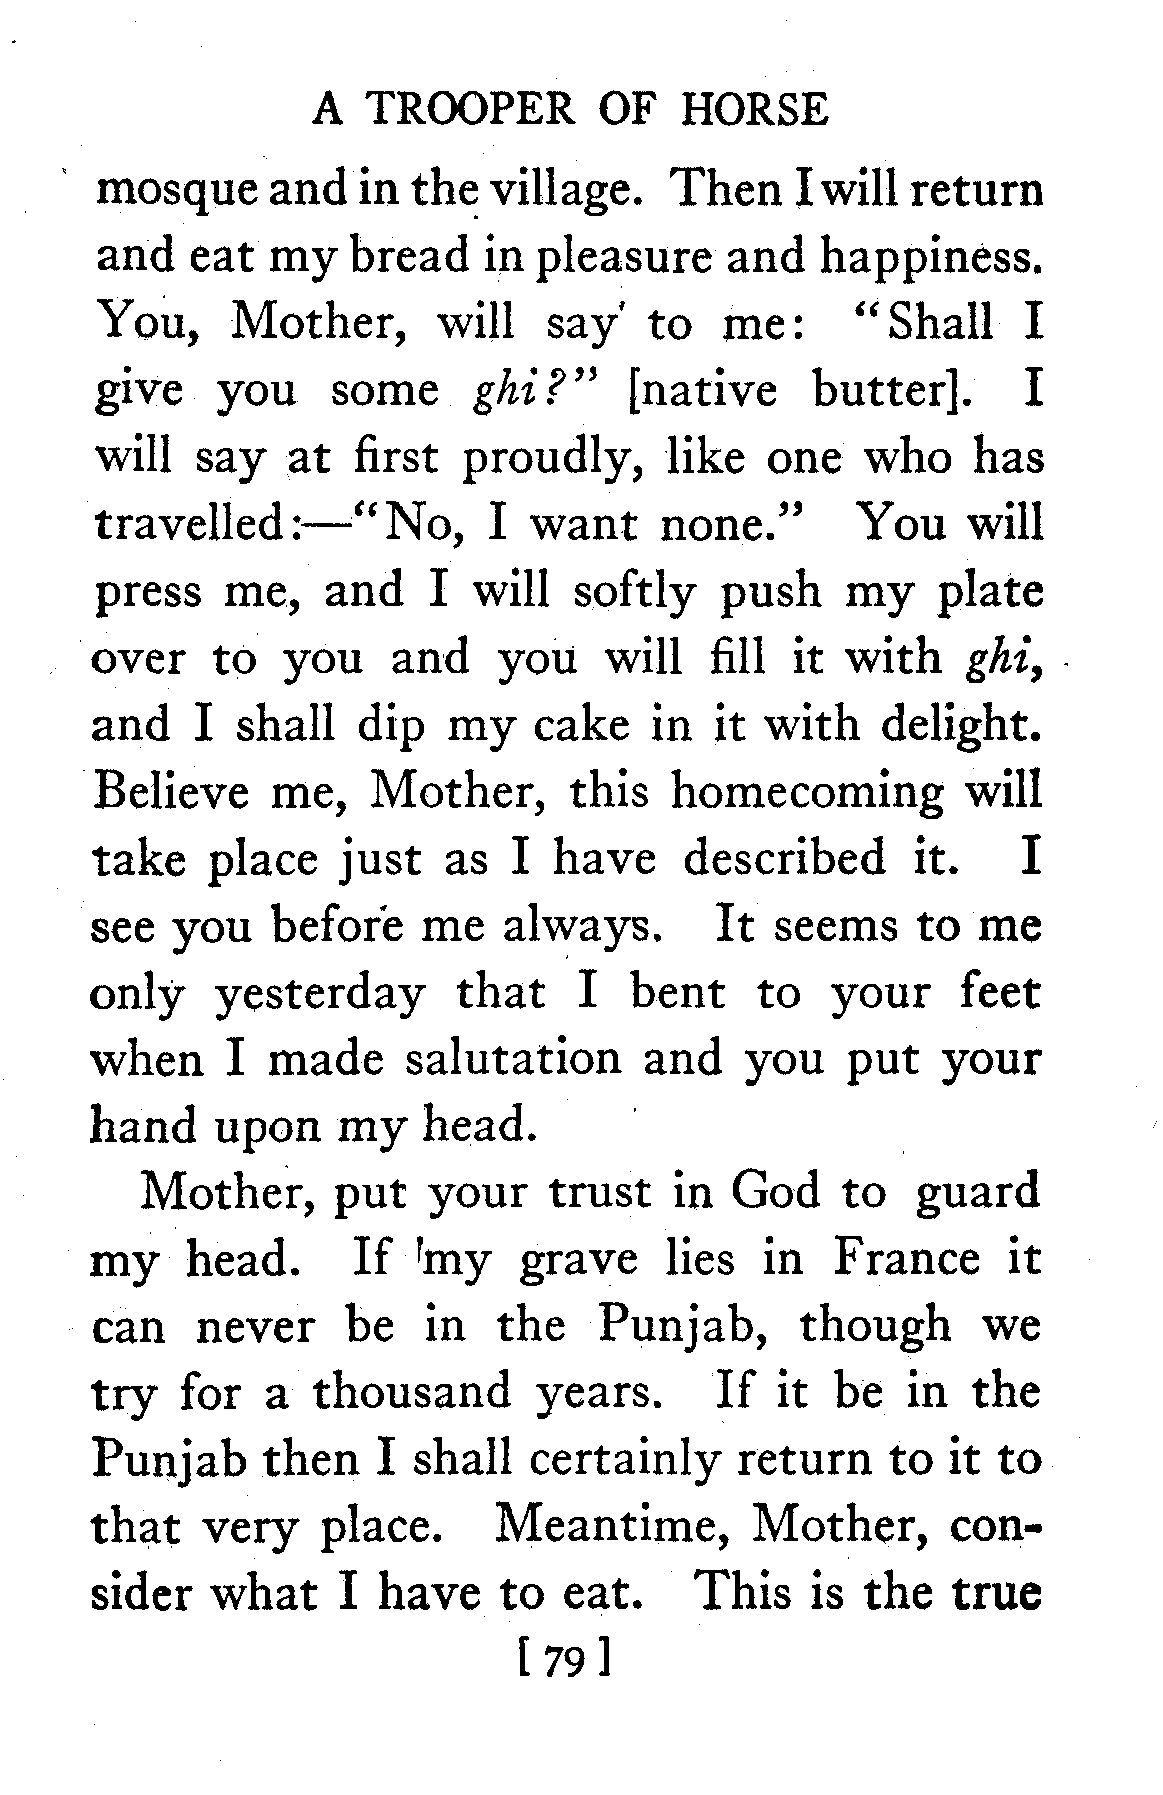 A TROOPER OF HORSE
mosque and in the village. Then I will return
and eat my bread in pleasure and happiness.
You, Mother, will say to me: "Shall I
give you some ghi?" [native butter]. I
will say at first proudly, like one who has
travelled:—"No, I want none." You will
press me, and I will softly push my plate
over to you and you will fill it with ghi,
and I shall dip my cake in it with delight.
Believe me, Mother, this homecoming will
take place just as I have described it. I
see you before me always. It seems to me
only yesterday that I bent to your feet
when I made salutation and you put your
hand upon my head.
Mother, put your trust in God to guard
my head. If my grave lies in France it
can never be in the Punjab, though we
try for a thousand years. If it be in the
Punjab then I shall certainly return to it to
that very place. Meantime, Mother, con-
sider what I have to eat. This is the true
[ 79 ]